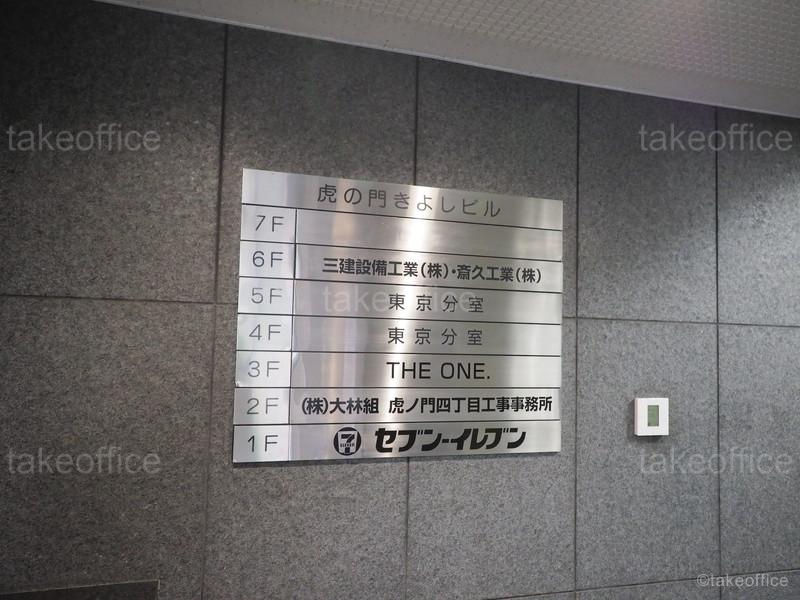 takeoffice takeoffice
虎の門きよしビル
7F
6F 三建設備工業(株)・斎久工業(株)
5F 東京分室
takeoffice
4F 東京分室
3F THE ONE.
2F (株)大林組 虎ノ門四丁目工事事務所
1F 7 ELEVEN セブン-イレブン
takeoffice takeoffice
©takeoffice